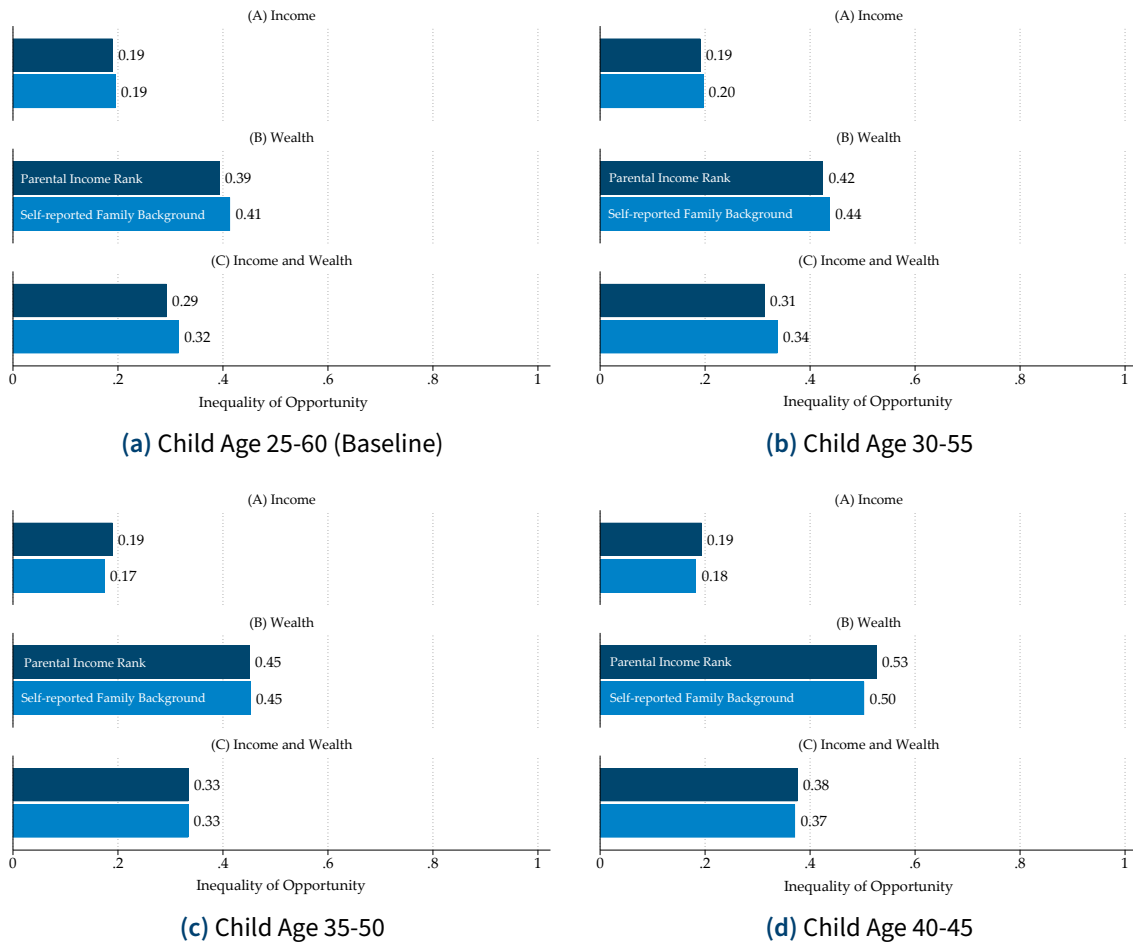 (A) Income
0.19
0.19
(B) Wealth
Parental Income Rank 0.39
Self-reported Family Background 0.41
(C) Income and Wealth
0.29
0.32
0 .2 .4 .6 .8 1
Inequality of Opportunity
(a) Child Age 25-60 (Baseline)
(A) Income
0.19
0.20
(B) Wealth
Parental Income Rank 0.42
Self-reported Family Background 0.44
(C) Income and Wealth
0.31
0.34
0 .2 .4 .6 .8 1
Inequality of Opportunity
(b) Child Age 30-55
(A) Income
0.19
0.17
(B) Wealth
Parental Income Rank 0.45
Self-reported Family Background 0.45
(C) Income and Wealth
0.33
0.33
0 .2 .4 .6 .8 1
Inequality of Opportunity
(c) Child Age 35-50
(A) Income
0.19
0.18
(B) Wealth
Parental Income Rank 0.53
Self-reported Family Background 0.50
(C) Income and Wealth
0.38
0.37
0 .2 .4 .6 .8 1
Inequality of Opportunity
(d) Child Age 40-45